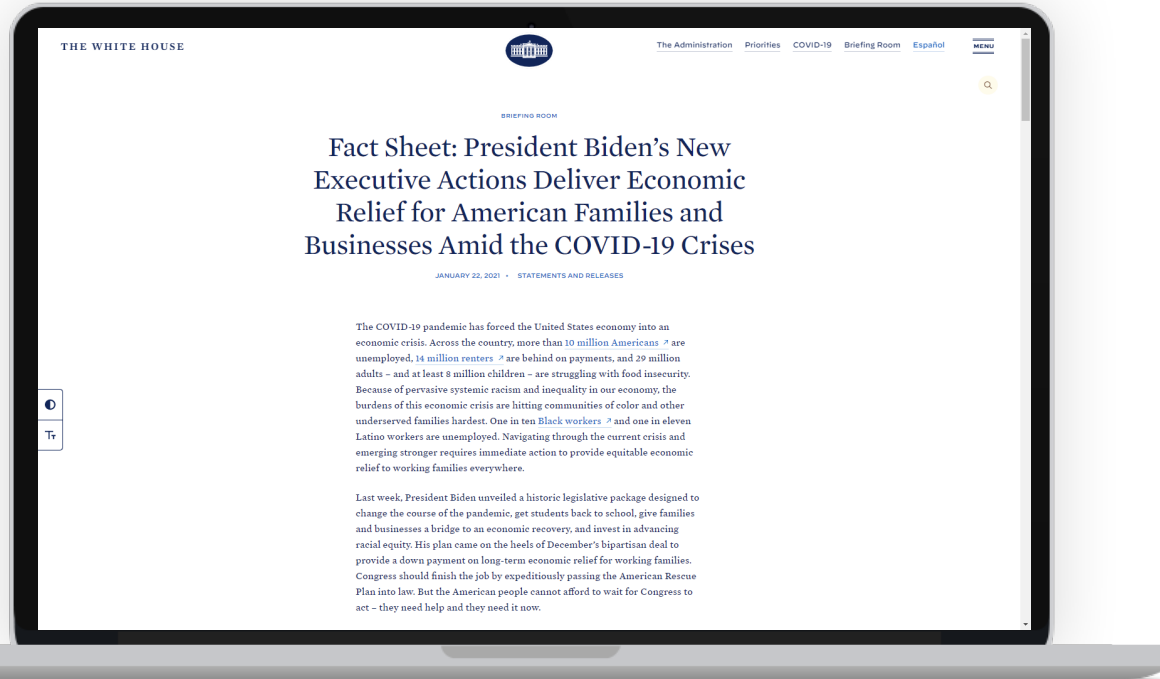 THE WHITE HOUSE
The Administration Priorities COVID-19 Briefing Room Español MENU
BRIEFING ROOM
Fact Sheet: President Biden's New
Executive Actions Deliver Economic
Relief for American Families and
Businesses Amid the COVID-19 Crises
JANUARY 22, 2021 • STATEMENTS AND RELEASES
The COVID-19 pandemic has forced the United States economy into an
economic crisis. Across the country, more than 10 million Americans ↗ are
unemployed, 14 million renters ↗ are behind on payments, and 29 million
adults – and at least 8 million children – are struggling with food insecurity.
Because of pervasive systemic racism and inequality in our economy, the
burdens of this economic crisis are hitting communities of color and other
underserved families hardest. One in ten Black workers ↗ and one in eleven
Latino workers are unemployed. Navigating through the current crisis and
emerging stronger requires immediate action to provide equitable economic
relief to working families everywhere.
Last week, President Biden unveiled a historic legislative package designed to
change the course of the pandemic, get students back to school, give families
and businesses a bridge to an economic recovery, and invest in advancing
racial equity. His plan came on the heels of December's bipartisan deal to
provide a down payment on long-term economic relief for working families.
Congress should finish the job by expeditiously passing the American Rescue
Plan into law. But the American people cannot afford to wait for Congress to
act – they need help and they need it now.
TT